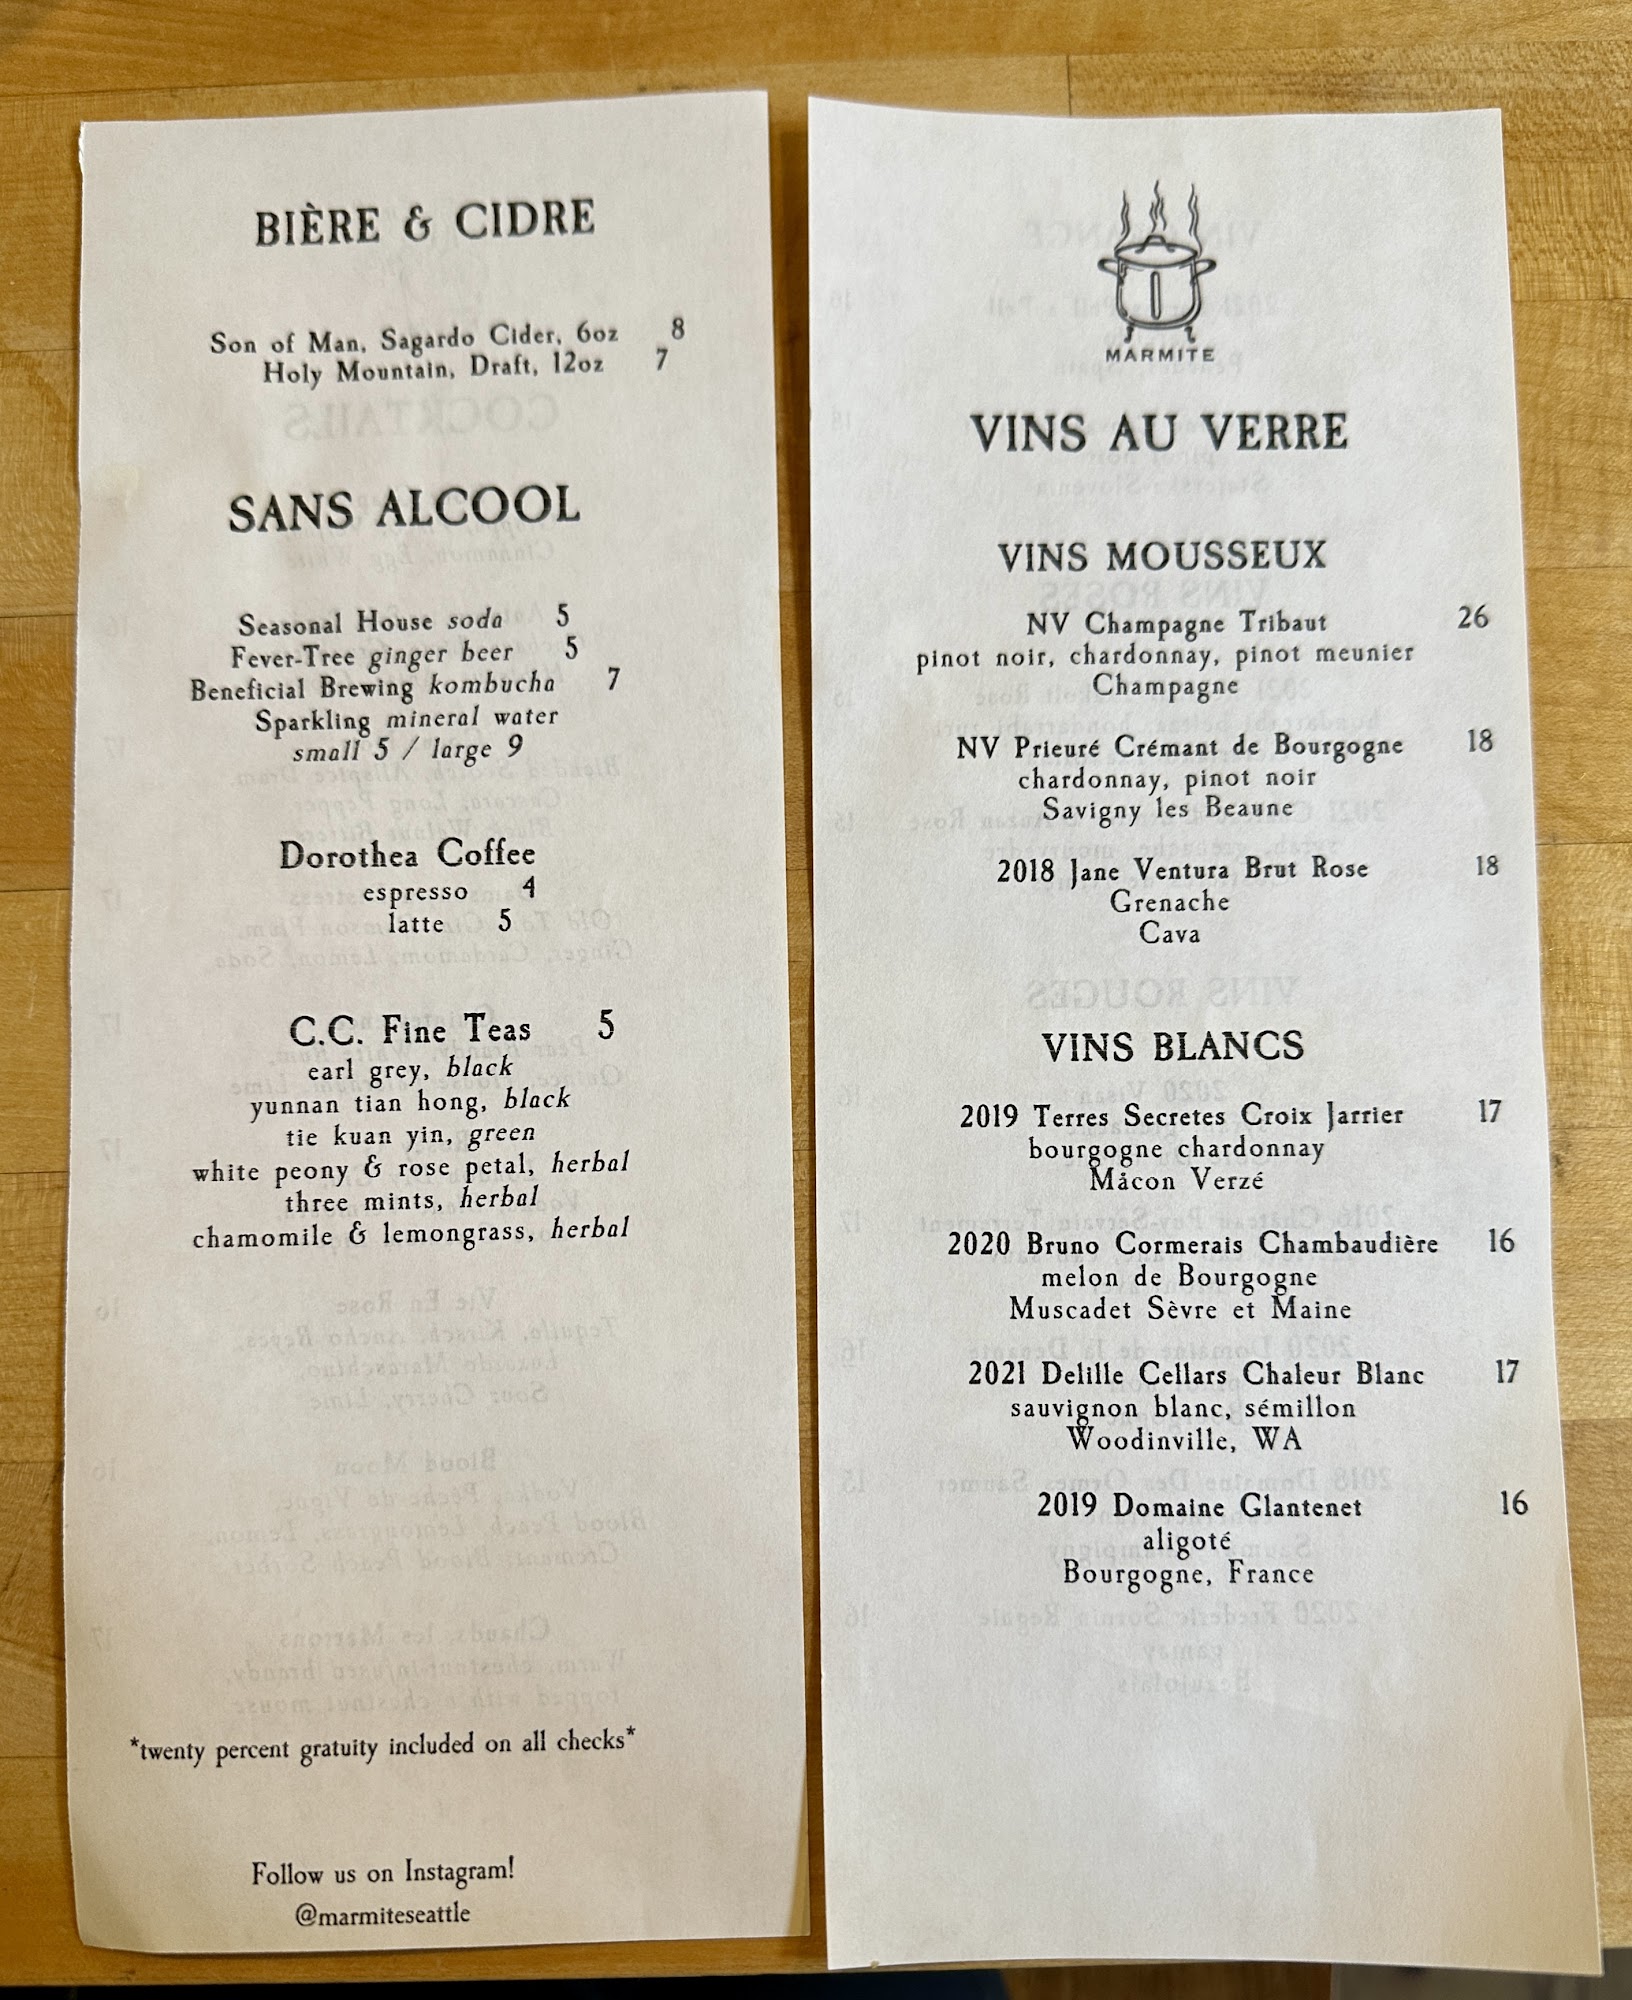 BIÈRE & CIDRE
Son of Man, Sagardo Cider, 6oz 8
Holy Mountain, Draft, 12oz 7
SANS ALCOOL
Seasonal House soda 5
Fever-Tree ginger beer 5
Beneficial Brewing kombucha 7
Sparkling mineral water
small 5 / large 9
Dorothea Coffee
espresso 4
latte 5
C.C. Fine Teas 5
earl grey, black
yunnan tian hong, black
tie kuan yin, green
white peony & rose petal, herbal
three mints, herbal
chamomile & lemongrass, herbal
*twenty percent gratuity included on all checks*
Follow us on Instagram!
@marmiteseattle
MARMITE
VINS AU VERRE
VINS MOUSSEUX
NV Champagne Tribaut 26
pinot noir, chardonnay, pinot meunier
Champagne
NV Prieuré Crémant de Bourgogne 18
chardonnay, pinot noir
Savigny les Beaune
2018 Jane Ventura Brut Rose 18
Grenache
Cava
VINS BLANCS
2019 Terres Secretes Croix Jarrier 17
bourgogne chardonnay
Måcon Verzé
2020 Bruno Cormerais Chambaudière 16
melon de Bourgogne
Muscadet Sèvre et Maine
2021 Delille Cellars Chaleur Blanc 17
sauvignon blanc, sémillon
Woodinville, WA
2019 Domaine Glantenet 16
aligoté
Bourgogne, France